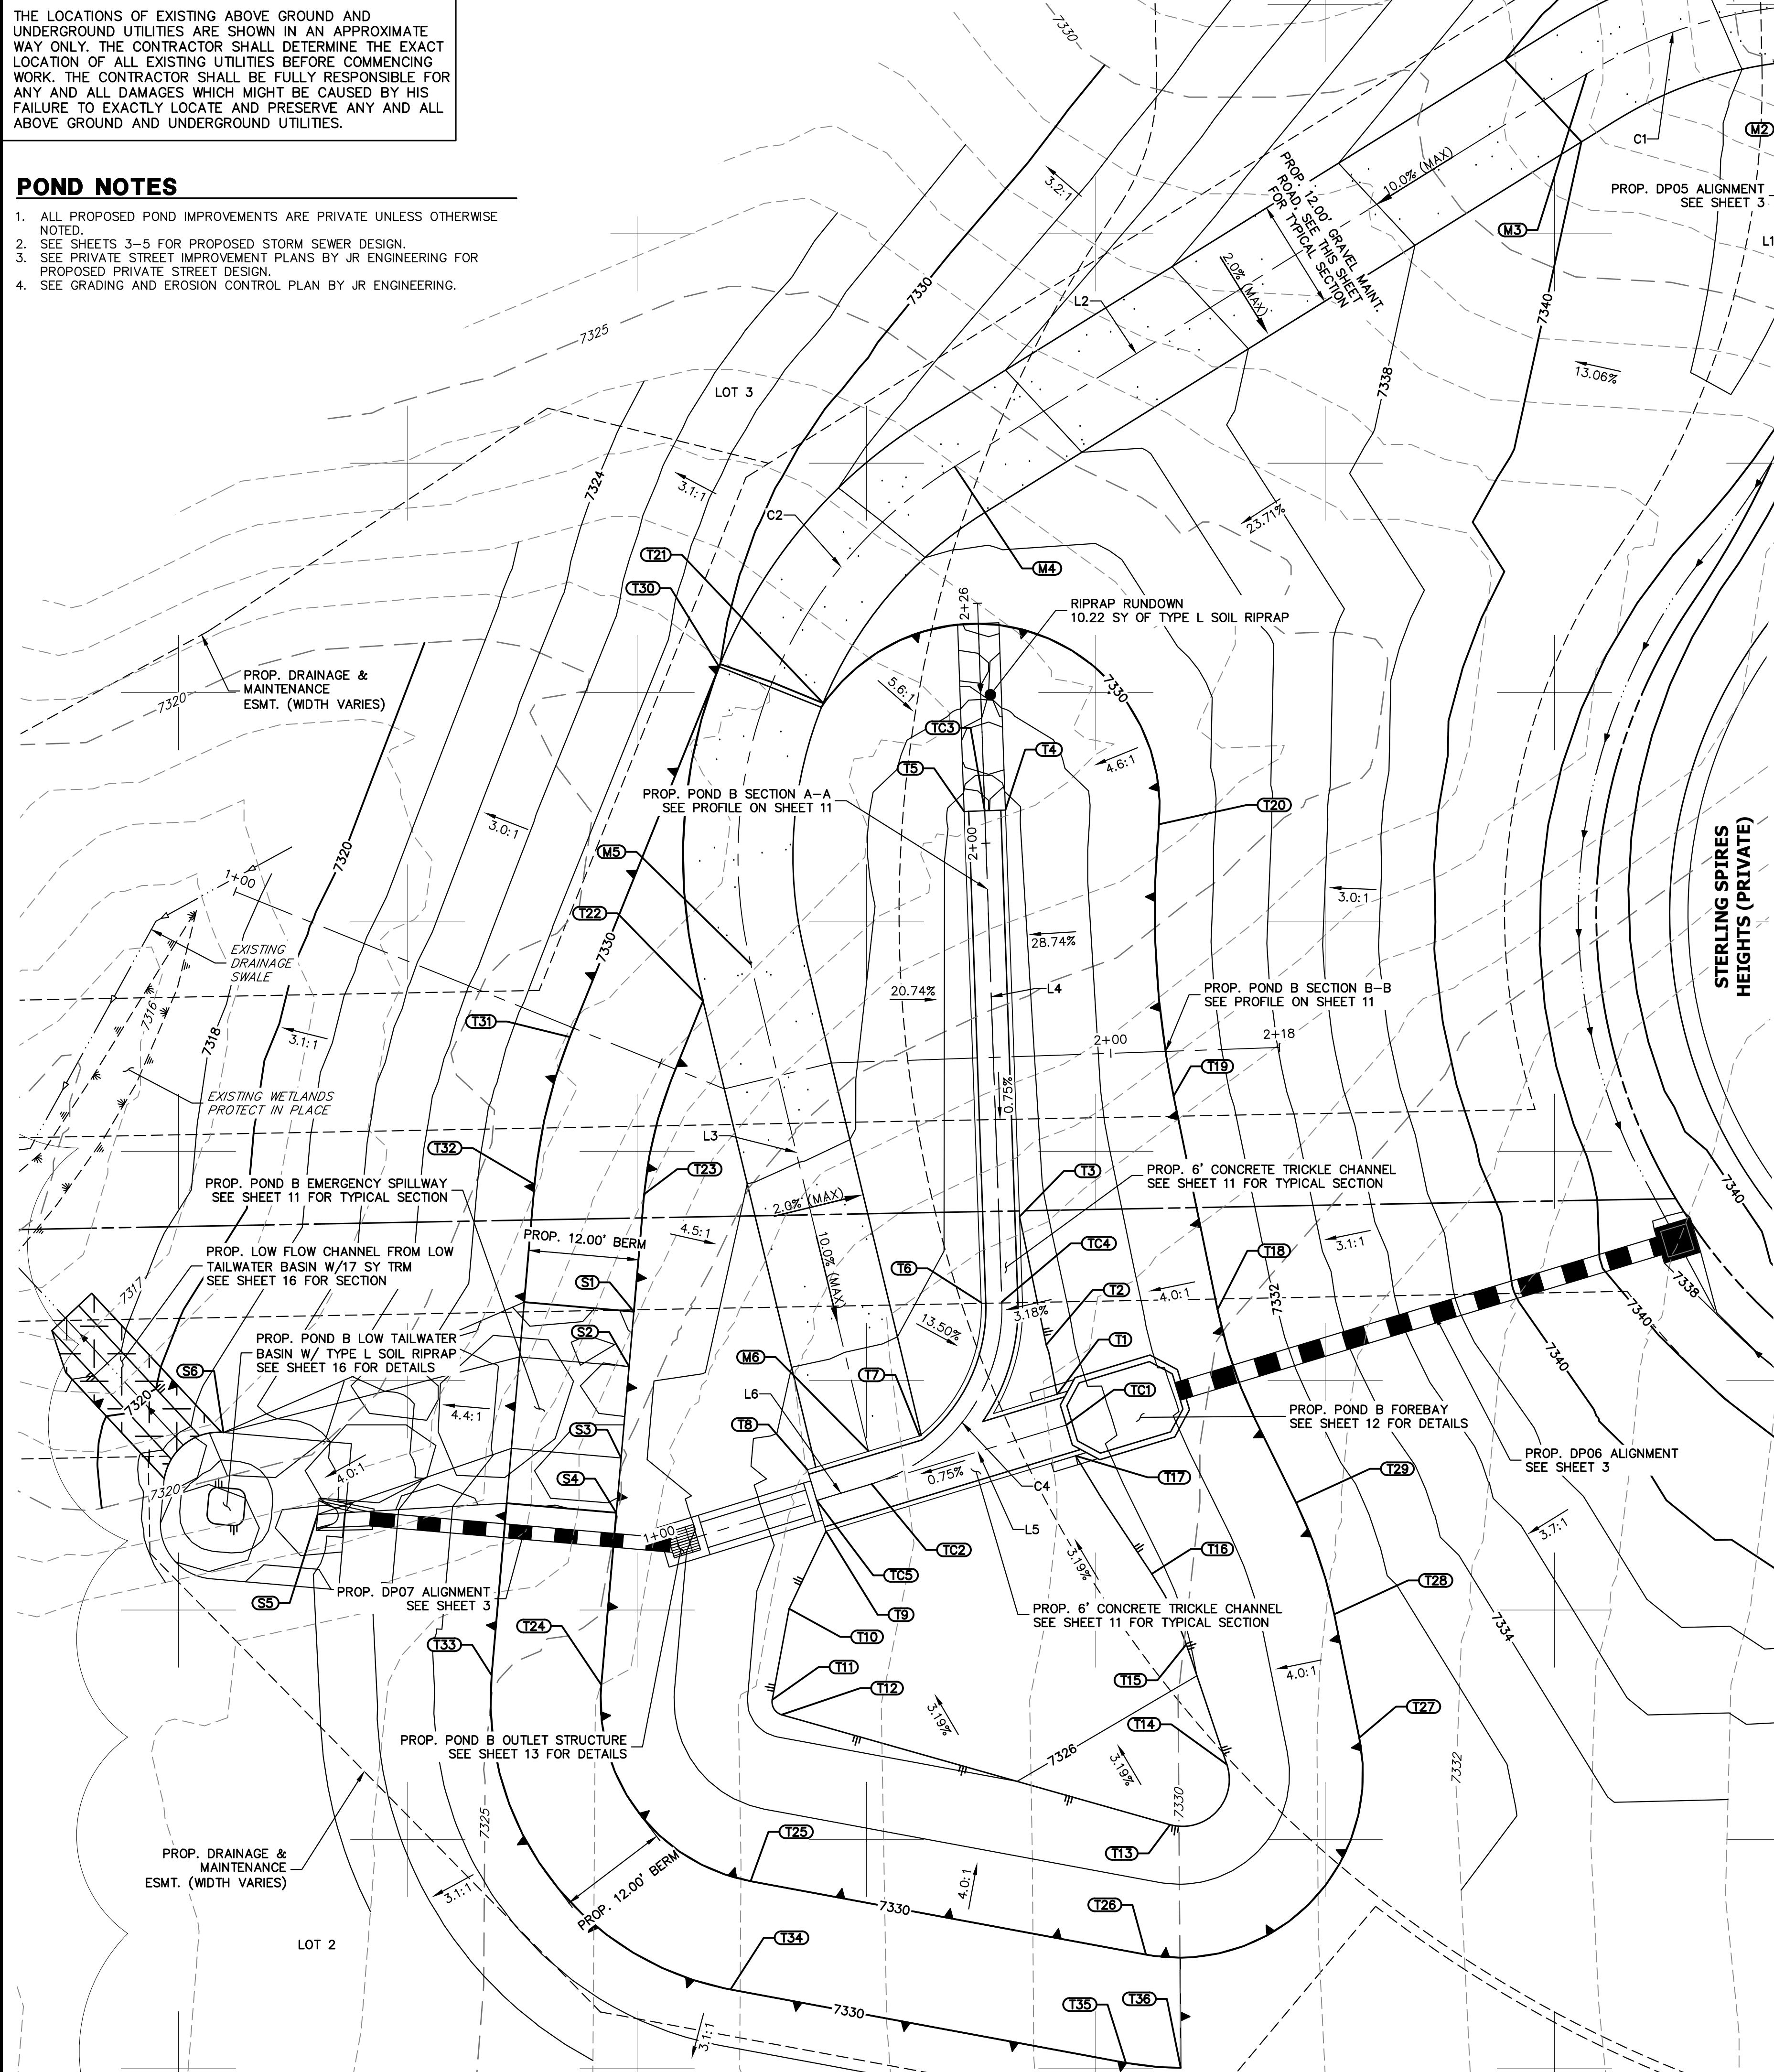 THE LOCATIONS OF EXISTING ABOVE GROUND AND
UNDERGROUND UTILITIES ARE SHOWN IN AN APPROXIMATE
WAY ONLY. THE CONTRACTOR SHALL DETERMINE THE EXACT
LOCATION OF ALL EXISTING UTILITIES BEFORE COMMENCING
WORK. THE CONTRACTOR SHALL BE FULLY RESPONSIBLE FOR
ANY AND ALL DAMAGES WHICH MIGHT BE CAUSED BY HIS
FAILURE TO EXACTLY LOCATE AND PRESERVE ANY AND ALL
ABOVE GROUND AND UNDERGROUND UTILITIES.
POND NOTES
1. ALL PROPOSED POND IMPROVEMENTS ARE PRIVATE UNLESS OTHERWISE
NOTED.
2. SEE SHEETS 3-5 FOR PROPOSED STORM SEWER DESIGN.
3. SEE PRIVATE STREET IMPROVEMENT PLANS BY JR ENGINEERING FOR
PROPOSED PRIVATE STREET DESIGN.
4. SEE GRADING AND EROSION CONTROL PLAN BY JR ENGINEERING.
7330
C1
M2
PROP. DP05 ALIGNMENT
SEE SHEET 3
L1
3.2:1
10.0% (MAX)
PROP. 12.00' GRAVEL MAINT.
ROAD, SEE THIS SHEET
FOR TYPICAL SECTION
M3
2.0% (MAX)
7330
L2
7340
7325
13.06%
7338
LOT 3
7324
3.1:1
C2
23.71%
T21
M4
T30
2+26
RIPRAP RUNDOWN
10.22 SY OF TYPE L SOIL RIPRAP
PROP. DRAINAGE &
MAINTENANCE
ESMT. (WIDTH VARIES)
7320
5.6:1
7330
TC3
T4
4.6:1
T5
PROP. POND B SECTION A-A
SEE PROFILE ON SHEET 11
T20
3.0:1
2+00
M5
7320
1+00
STERLING SPIRES
HEIGHTS (PRIVATE)
3.0:1
T22
7330
EXISTING
DRAINAGE
SWALE
28.74%
20.74%
L4
PROP. POND B SECTION B-B
SEE PROFILE ON SHEET 11
7316
7318
T31
3.1:1
2+00
2+18
T19
0.75%
EXISTING WETLANDS
PROTECT IN PLACE
L3
T32
T23
T3
PROP. 6' CONCRETE TRICKLE CHANNEL
SEE SHEET 11 FOR TYPICAL SECTION
PROP. POND B EMERGENCY SPILLWAY
SEE SHEET 11 FOR TYPICAL SECTION
2.0% (MAX)
7340
4.5:1
PROP. 12.00' BERM
10.0% (MAX)
TC4
T18
3.1:1
PROP. LOW FLOW CHANNEL FROM LOW
TAILWATER BASIN W/17 SY TRM
SEE SHEET 16 FOR SECTION
T6
S1
T2
4.0:1
7332
7338
7317
3.18%
13.50%
7340
S2
T1
PROP. POND B LOW TAILWATER
BASIN W/ TYPE L SOIL RIPRAP
SEE SHEET 16 FOR DETAILS
M6
7340
S6
T7
L6
TC1
7320
4.4:1
PROP. POND B FOREBAY
SEE SHEET 12 FOR DETAILS
S3
T8
PROP. DP06 ALIGNMENT
SEE SHEET 3
4.0:1
S4
0.75%
T17
T29
C4
7320
1+00
L5
3.7:1
TC2
3.19%
T16
TC5
PROP. DP07 ALIGNMENT
SEE SHEET 3
S5
T28
PROP. 6' CONCRETE TRICKLE CHANNEL
SEE SHEET 11 FOR TYPICAL SECTION
T9
T24
T10
T33
7334
T11
T15
4.0:1
T12
T27
3.19%
T14
PROP. POND B OUTLET STRUCTURE
SEE SHEET 13 FOR DETAILS
7326
3.19%
7332
7330
7325
T25
T13
PROP. DRAINAGE &
MAINTENANCE
ESMT. (WIDTH VARIES)
3.1:1
PROP. 12.00' BERM
4.0:1
7330
T26
LOT 2
T34
7330
T35
T36
3.1:1